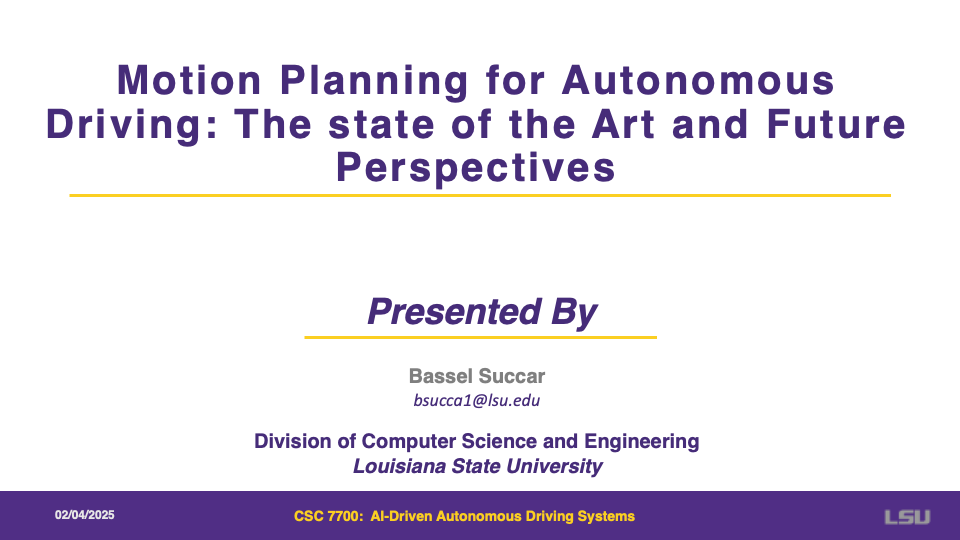 Motion Planning for Autonomous
Driving: The state of the Art and Future
Perspectives
Presented By
Bassel Succar
bsucca1@lsu.edu
Division of Computer Science and Engineering
Louisiana State University
02/04/2025
CSC 7700: AI-Driven Autonomous Driving Systems
LSU